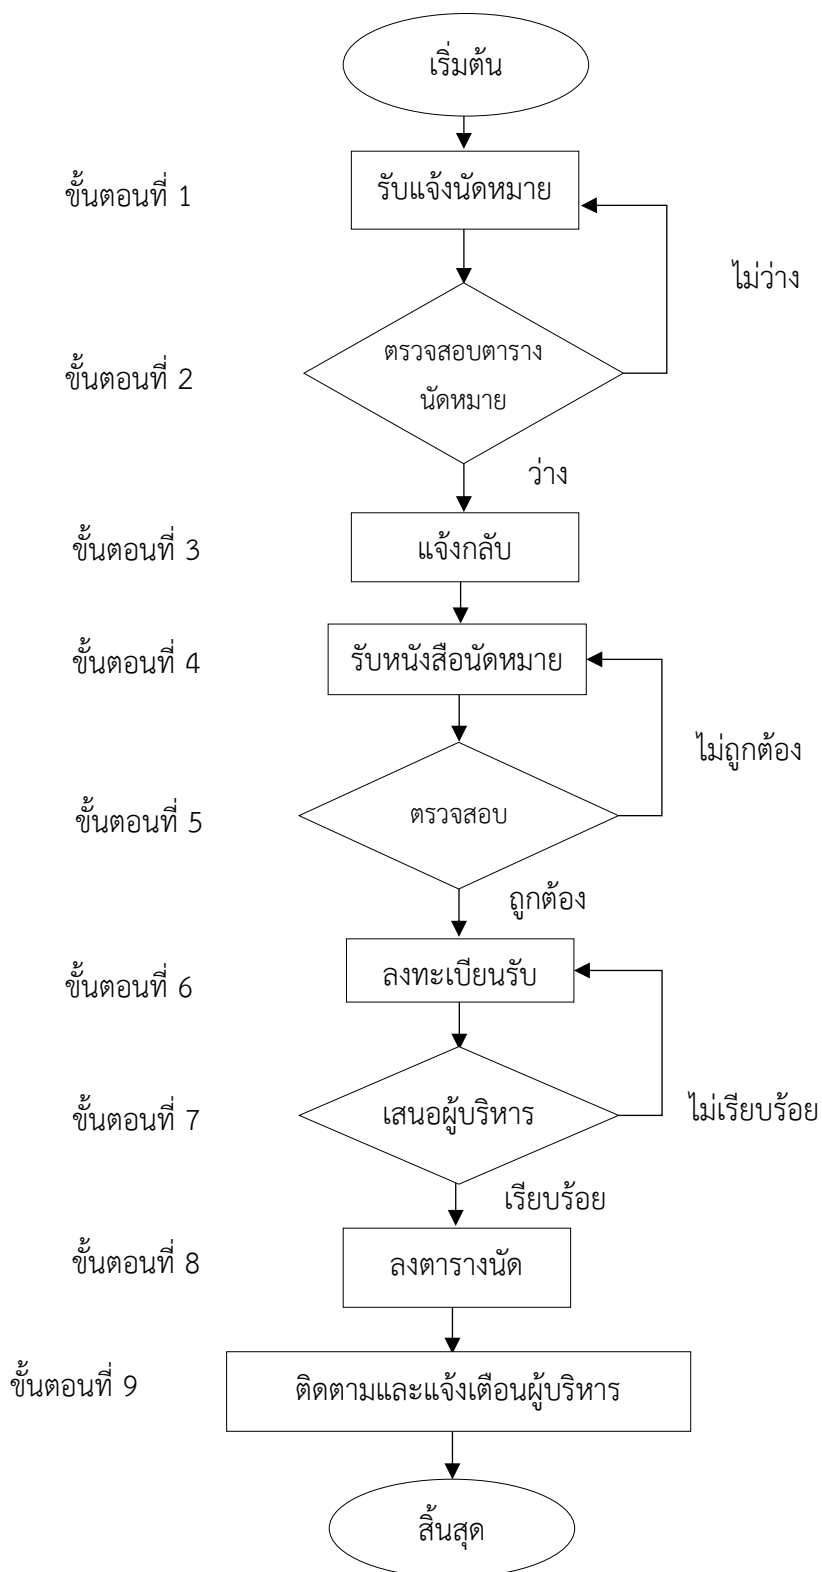 เริ่มต้น
ขั้นตอนที่ 1
รับแจ้งนัดหมาย
ไม่ว่าง
ขั้นตอนที่ 2
ตรวจสอบตาราง
นัดหมาย
ว่าง
ขั้นตอนที่ 3
แจ้งกลับ
ขั้นตอนที่ 4
รับหนังสือนัดหมาย
ไม่ถูกต้อง
ขั้นตอนที่ 5
ตรวจสอบ
ถูกต้อง
ขั้นตอนที่ 6
ลงทะเบียนรับ
ขั้นตอนที่ 7
เสนอผู้บริหาร
ไม่เรียบร้อย
เรียบร้อย
ขั้นตอนที่ 8
ลงตารางนัด
ขั้นตอนที่ 9
ติดตามและแจ้งเตือนผู้บริหาร
สิ้นสุด